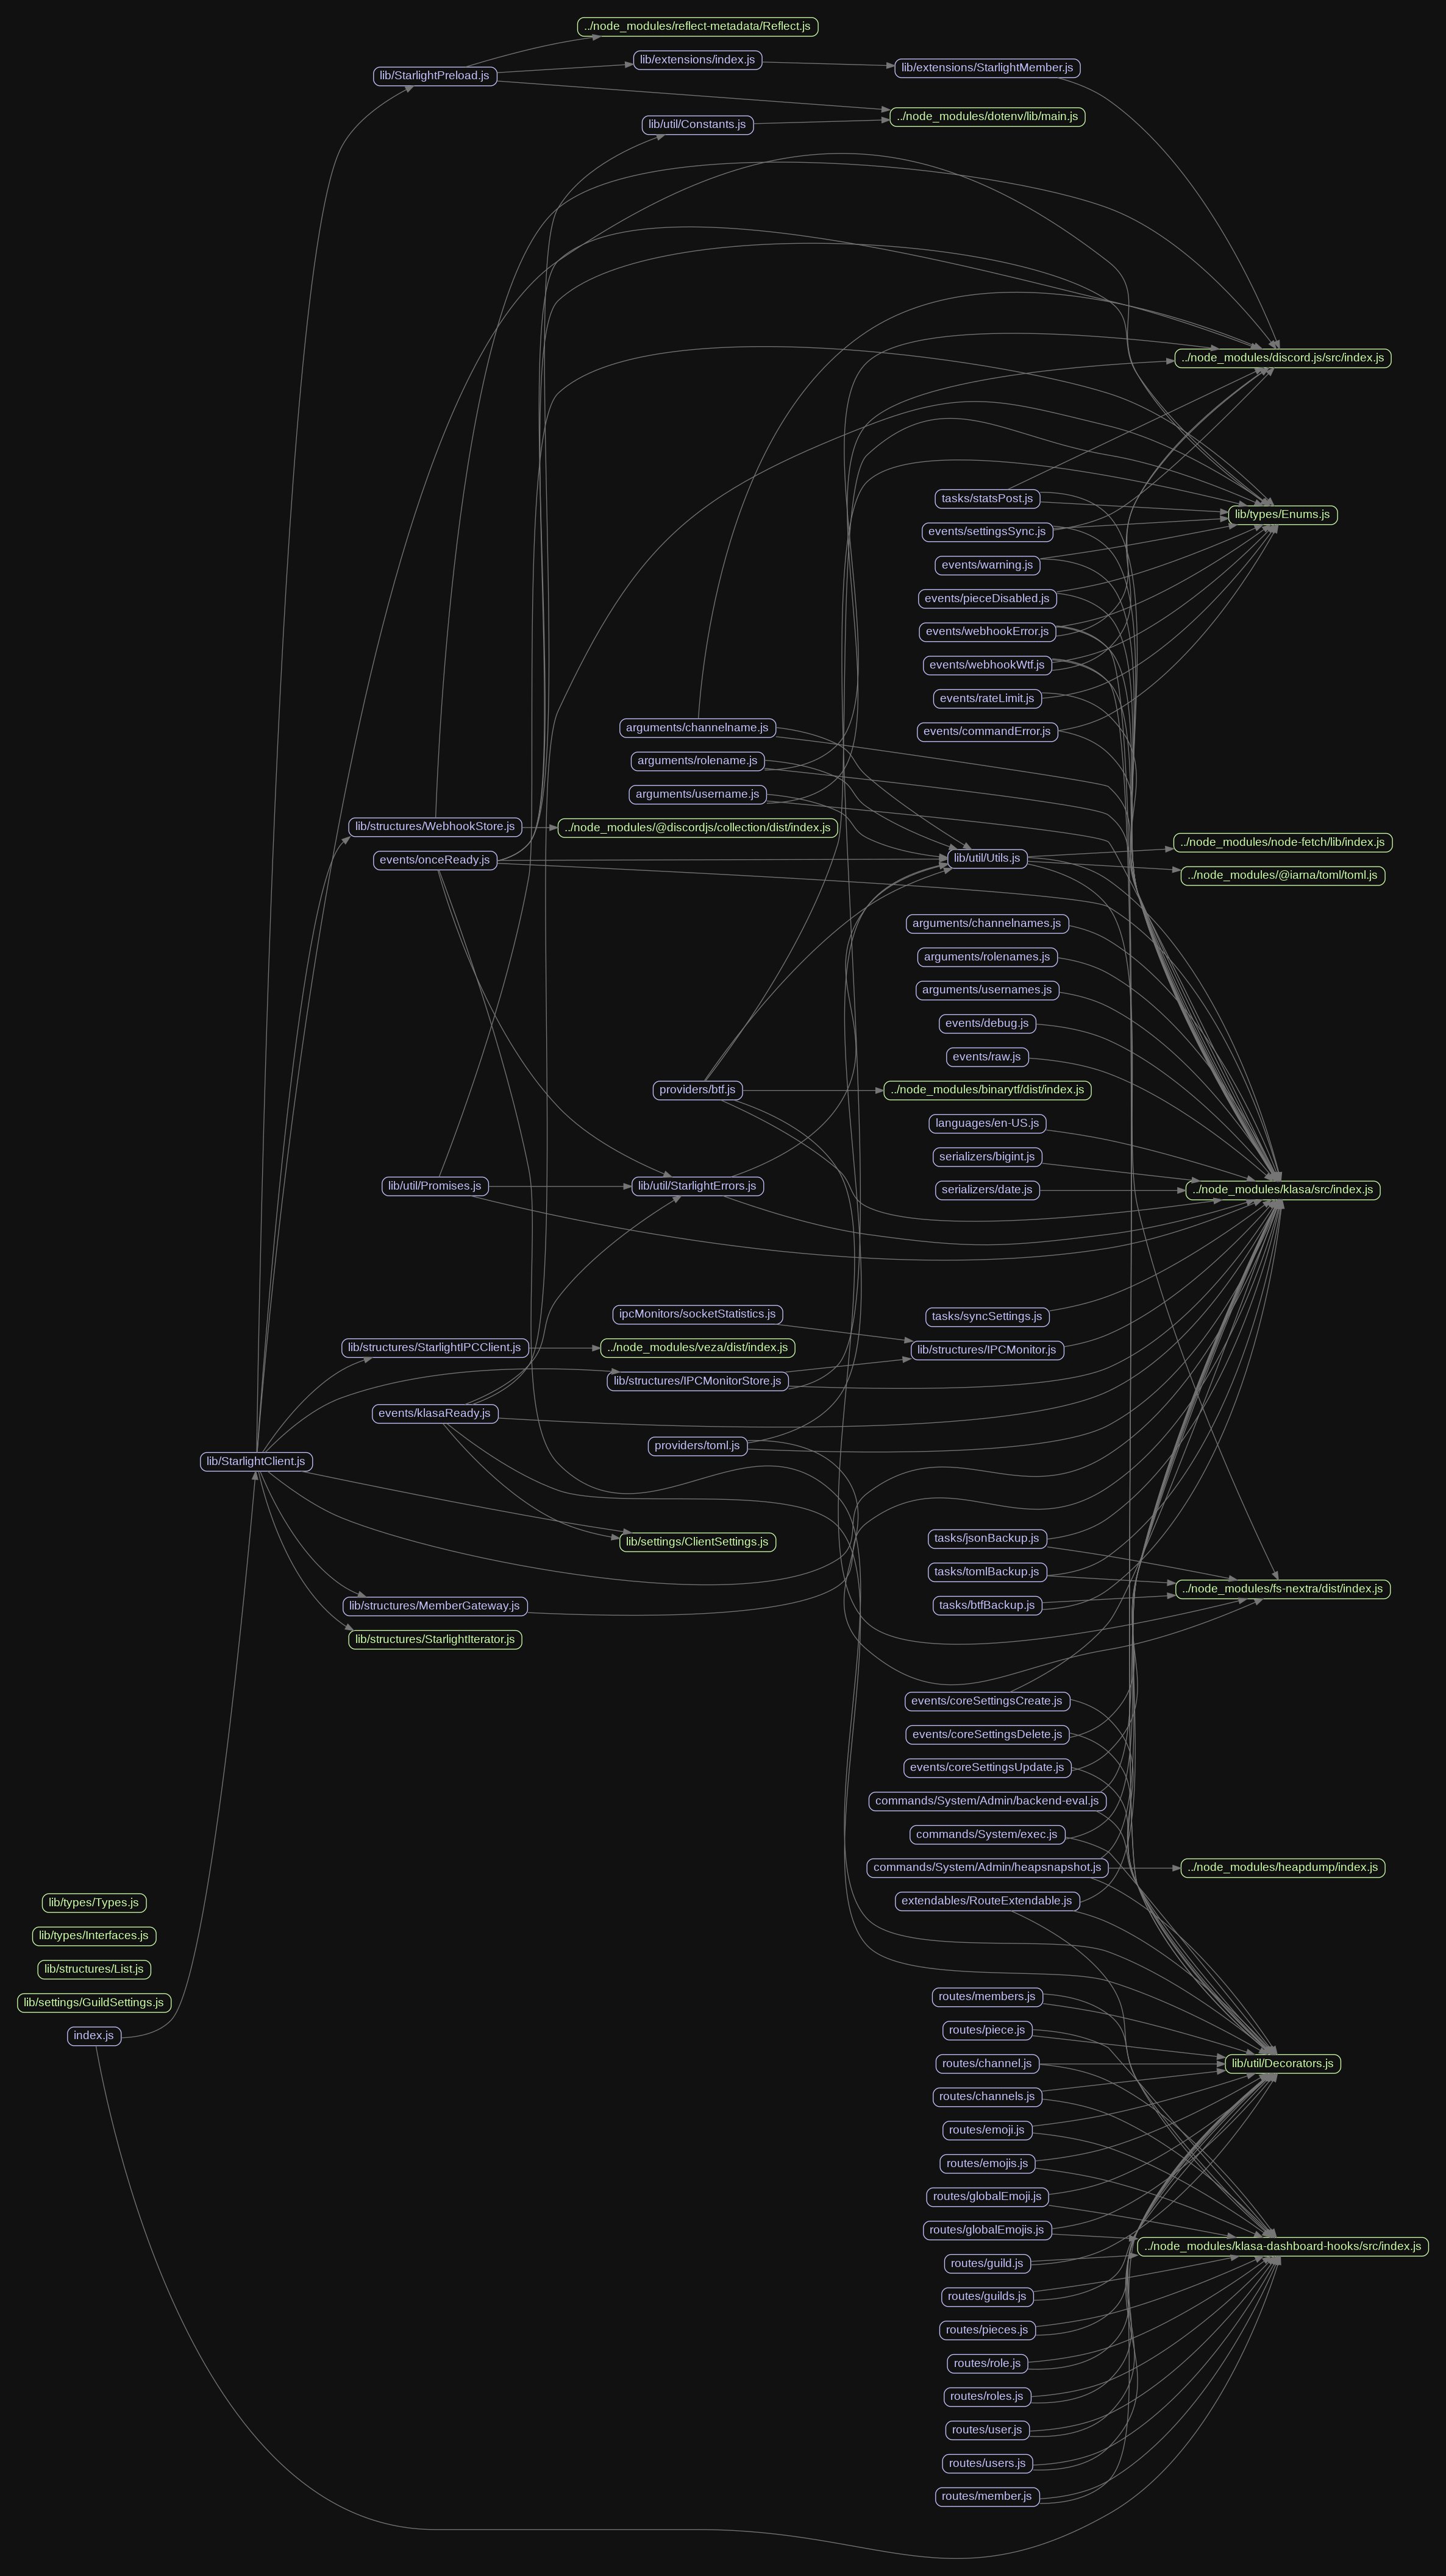 ../node_modules/reflect-metadata/Reflect.js
lib/extensions/index.js
lib/extensions/StarlightMember.js
lib/StarlightPreload.js
../node_modules/dotenv/lib/main.js
lib/util/Constants.js
../node_modules/discord.js/src/index.js
tasks/statsPost.js
lib/types/Enums.js
events/settingsSync.js
events/warning.js
events/pieceDisabled.js
events/webhookError.js
events/webhookWtf.js
events/rateLimit.js
arguments/channelname.js
events/commandError.js
arguments/rolename.js
arguments/username.js
lib/structures/WebhookStore.js
../node_modules/@discordjs/collection/dist/index.js
../node_modules/node-fetch/lib/index.js
events/onceReady.js
lib/util/Utils.js
../node_modules/@iarna/toml/toml.js
arguments/channelnames.js
arguments/rolenames.js
arguments/usernames.js
events/debug.js
events/raw.js
providers/btf.js
../node_modules/binarytf/dist/index.js
languages/en-US.js
serializers/bigint.js
lib/util/Promises.js
lib/util/StarlightErrors.js
serializers/date.js
../node_modules/klasa/src/index.js
ipcMonitors/socketStatistics.js
tasks/syncSettings.js
lib/structures/StarlightIPCClient.js
../node_modules/veza/dist/index.js
lib/structures/IPCMonitor.js
lib/structures/IPCMonitorStore.js
events/klasaReady.js
providers/toml.js
lib/StarlightClient.js
lib/settings/ClientSettings.js
tasks/jsonBackup.js
tasks/tomlBackup.js
../node_modules/fs-nextra/dist/index.js
lib/structures/MemberGateway.js
tasks/btfBackup.js
lib/structures/StarlightIterator.js
events/coreSettingsCreate.js
events/coreSettingsDelete.js
events/coreSettingsUpdate.js
commands/System/Admin/backend-eval.js
commands/System/exec.js
commands/System/Admin/heapsnapshot.js
../node_modules/heapdump/index.js
lib/types/Types.js
extendables/RouteExtendable.js
lib/types/Interfaces.js
lib/structures/List.js
lib/settings/GuildSettings.js
routes/members.js
index.js
routes/piece.js
routes/channel.js
lib/util/Decorators.js
routes/channels.js
routes/emoji.js
routes/emojis.js
routes/globalEmoji.js
routes/globalEmojis.js
../node_modules/klasa-dashboard-hooks/src/index.js
routes/guild.js
routes/guilds.js
routes/pieces.js
routes/role.js
routes/roles.js
routes/user.js
routes/users.js
routes/member.js